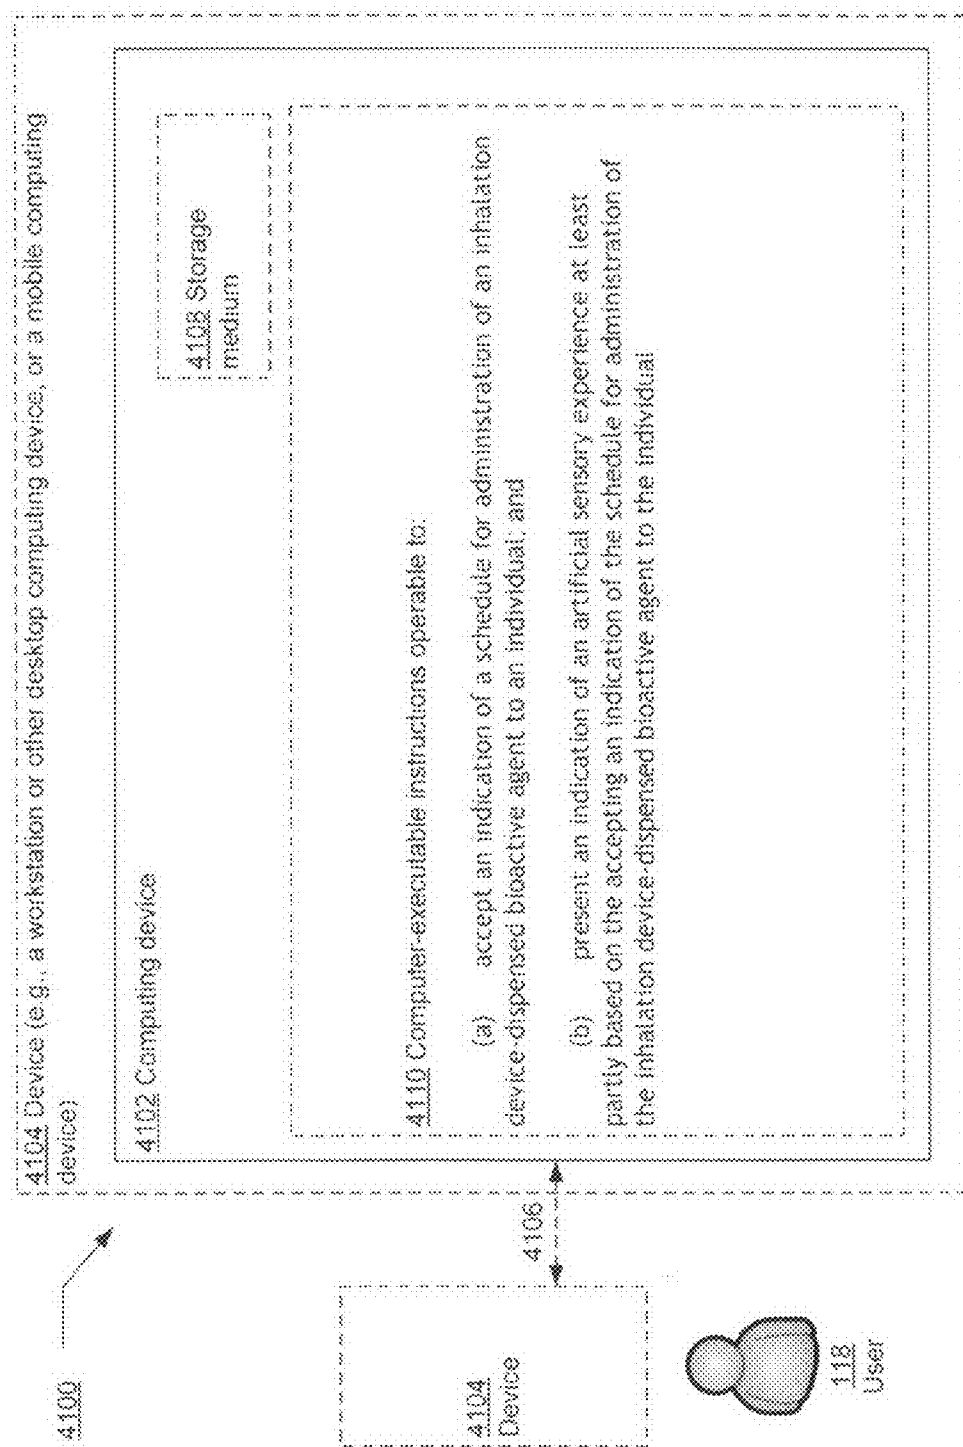 4100
4104 Device (e.g., a workstation or other desktop computing device, or a mobile computing
device)
4102 Computing device
4108 Storage
medium
4110 Computer-executable instructions operable to:
(a) accept an indication of a schedule for administration of an inhalation
device-dispensed bioactive agent to an individual; and
(b) present an indication of an artificial sensory experience at least
partly based on the accepting an indication of the schedule for administration of
the inhalation device-dispensed bioactive agent to the individual
4106
4104
Device
118
User